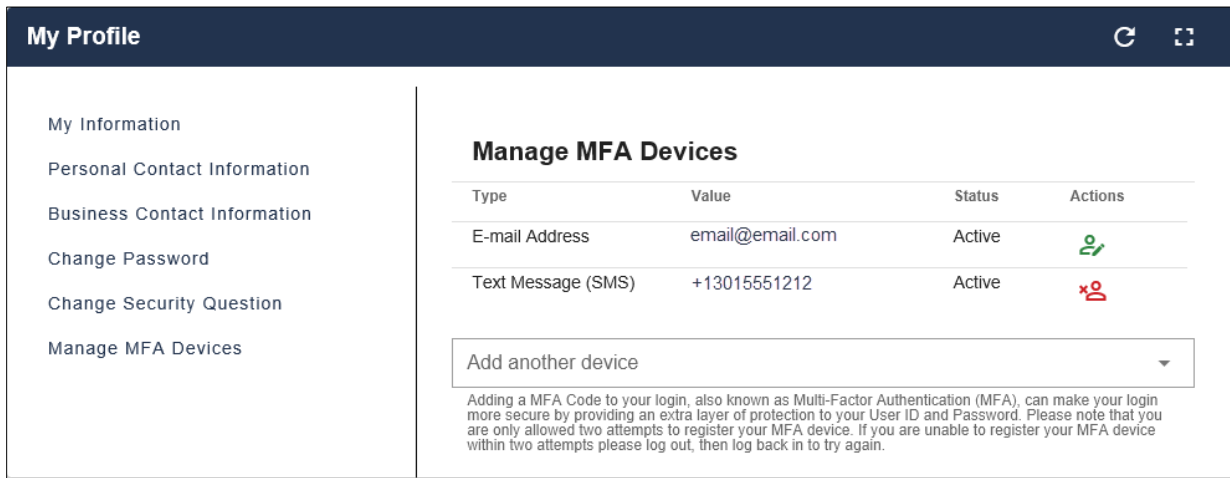 My Profile
My Information
Personal Contact Information
Business Contact Information
Change Password
Change Security Question
Manage MFA Devices
Manage MFA Devices
Type Value Status Actions
E-mail Address email@email.com Active
Text Message (SMS) +13015551212 Active
Add another device
Adding a MFA Code to your login, also known as Multi-Factor Authentication (MFA), can make your login
more secure by providing an extra layer of protection to your User ID and Password. Please note that you
are only allowed two attempts to register your MFA device. If you are unable to register your MFA device
within two attempts please log out, then log back in to try again.